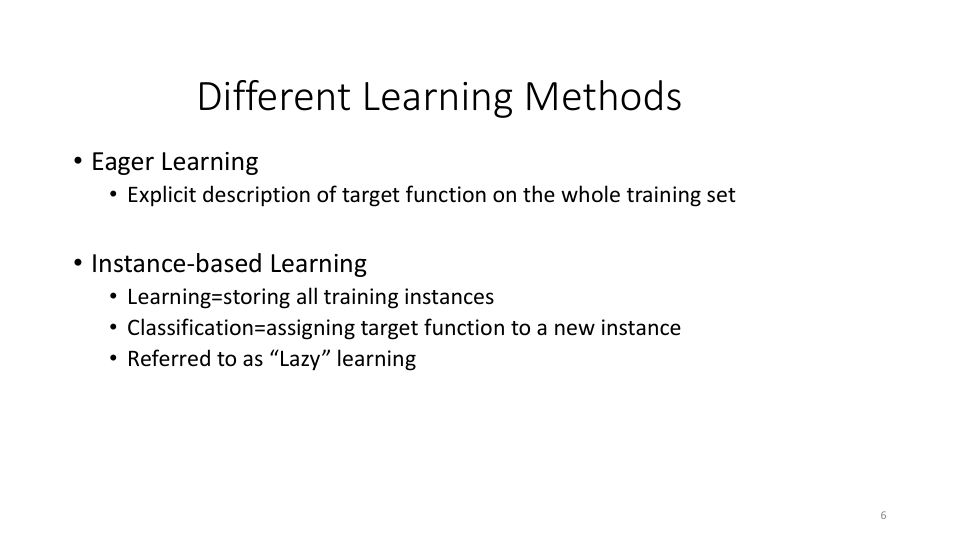 Different Learning Methods
• Eager Learning
• Explicit description of target function on the whole training set
• Instance-based Learning
• Learning=storing all training instances
• Classification=assigning target function to a new instance
• Referred to as “Lazy” learning
6